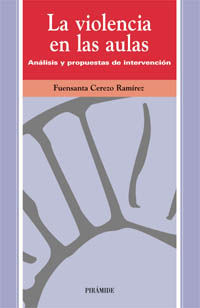 La violencia
en las aulas
Análisis y propuestas de intervención
Fuensanta Cerezo Ramírez
PIRÁMIDE